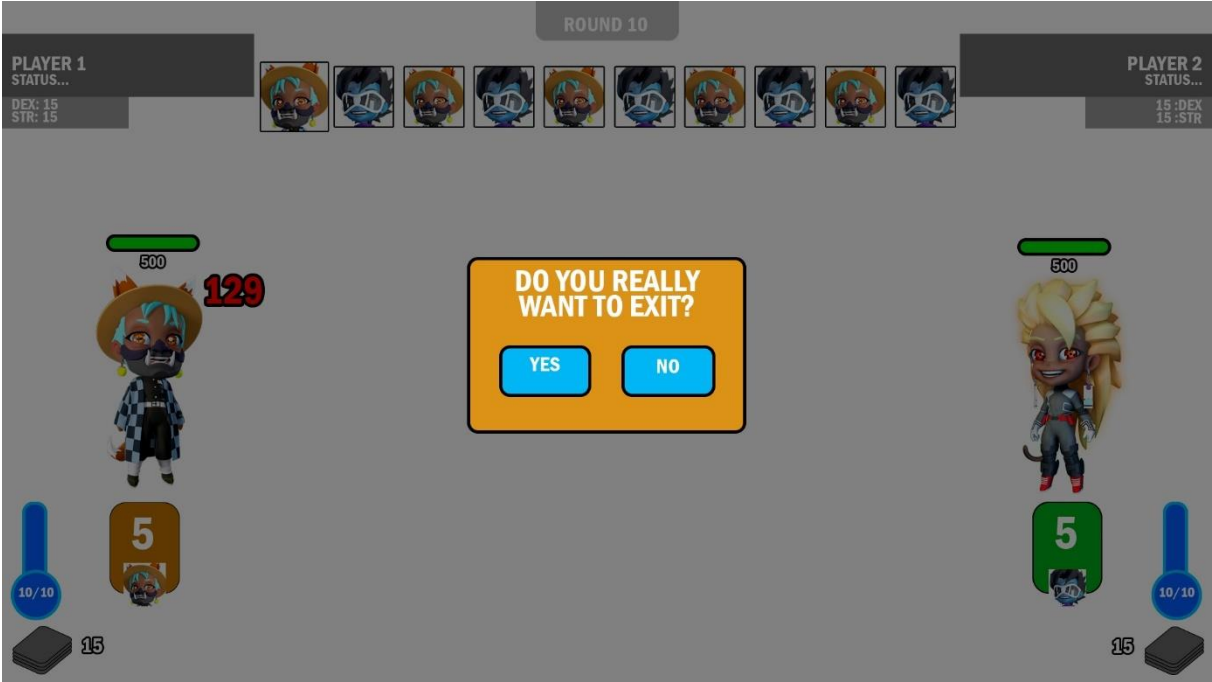 ROUND 10
PLAYER 1
STATUS...
DEX: 15
STR: 15
PLAYER 2
STATUS...
15 :DEX
15 :STR
500
129
500
DO YOU REALLY
WANT TO EXIT?
YES
NO
5
10/10
15
5
10/10
15